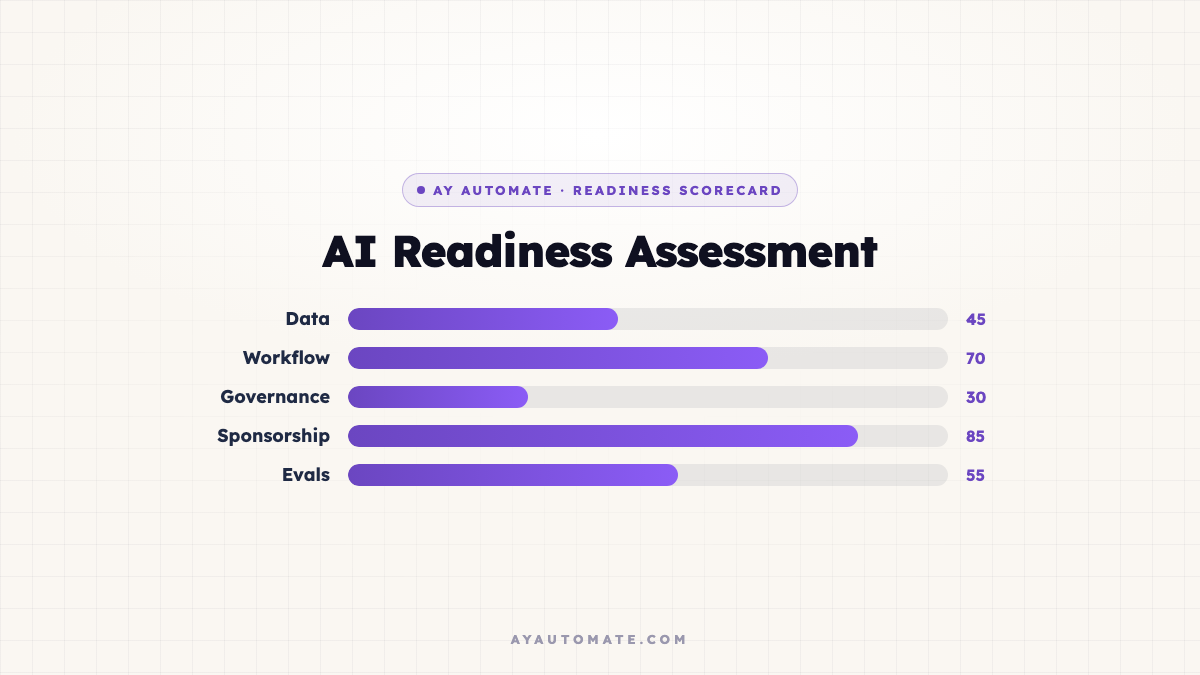 AY AUTOMATE · READINESS SCORECARD
AI Readiness Assessment
Data 45
Workflow 70
Governance 30
Sponsorship 85
Evals 55
AYAUTOMATE.COM